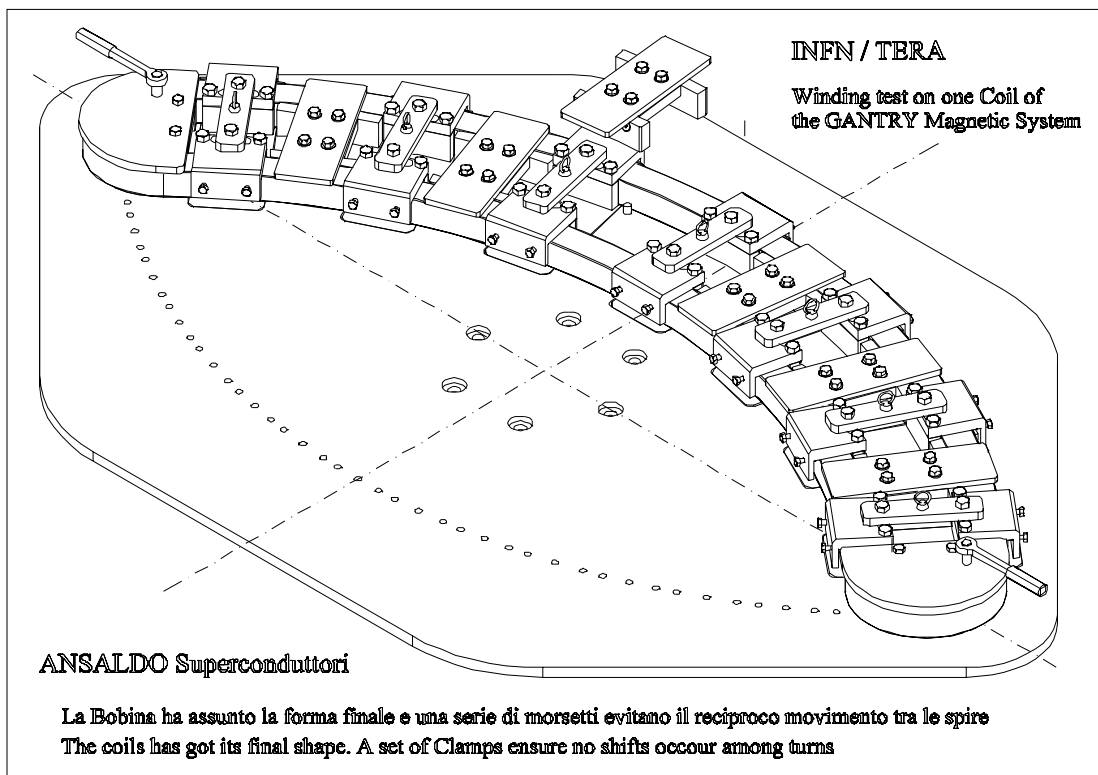 INFN / TERA
Winding test on one Coil of
the GANTRY Magnetic System
ANSALDO Superconduttori
La Bobina ha assunto la forma finale e una serie di morsetti evitano il reciproco movimento tra le spire
The coils has got its final shape. A set of Clamps ensure no shifts occour among turns